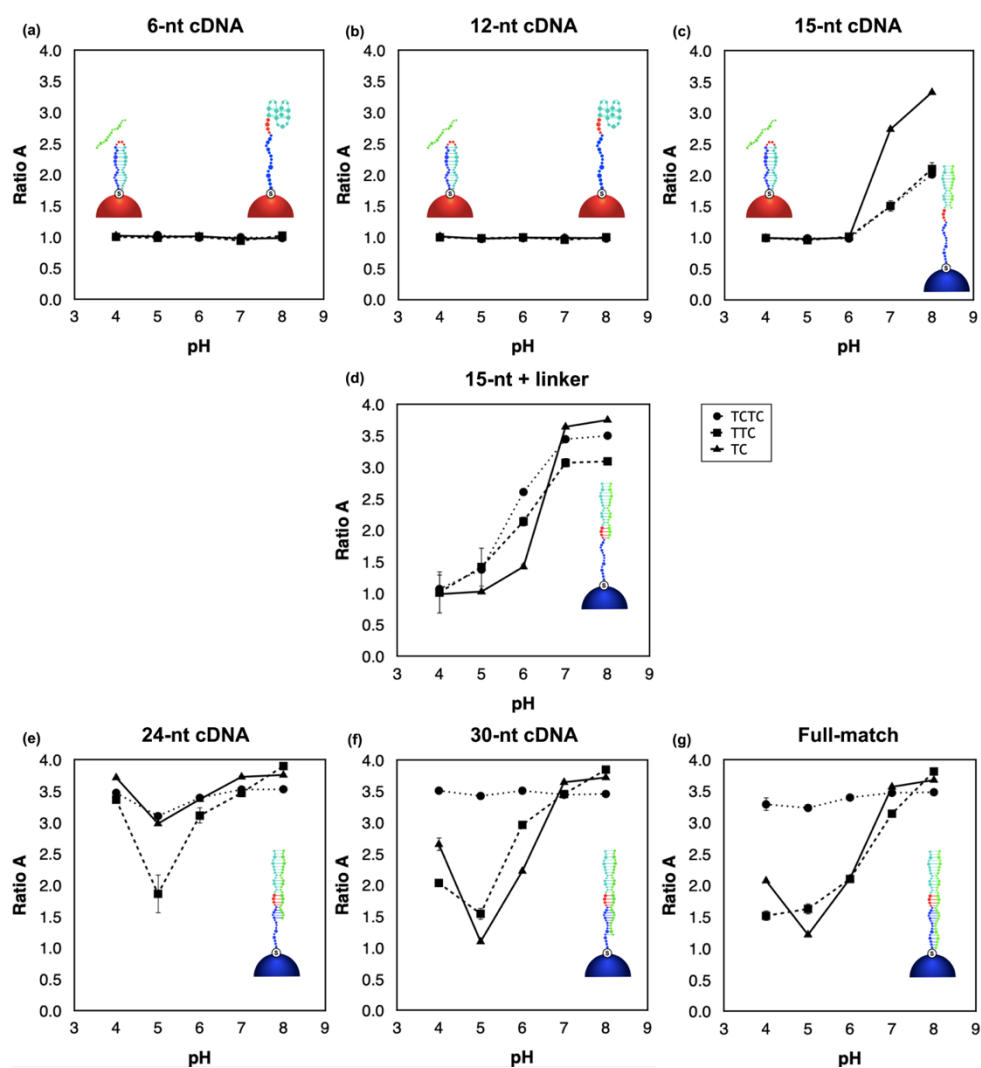 (a) 6-nt cDNA
4.0
3.5
3.0
2.5
2.0
1.5
1.0
0.5
0.0
Ratio A
S
S
3 4 5 6 7 8 9
pH
(b) 12-nt cDNA
4.0
3.5
3.0
2.5
2.0
1.5
1.0
0.5
0.0
Ratio A
S
S
3 4 5 6 7 8 9
pH
(c) 15-nt cDNA
4.0
3.5
3.0
2.5
2.0
1.5
1.0
0.5
0.0
Ratio A
S
S
3 4 5 6 7 8 9
pH
(d) 15-nt + linker
4.0
3.5
3.0
2.5
2.0
1.5
1.0
0.5
0.0
Ratio A
S
3 4 5 6 7 8 9
pH
TCTC
TTC
TC
(e) 24-nt cDNA
4.0
3.5
3.0
2.5
2.0
1.5
1.0
0.5
0.0
Ratio A
S
3 4 5 6 7 8 9
pH
(f) 30-nt cDNA
4.0
3.5
3.0
2.5
2.0
1.5
1.0
0.5
0.0
Ratio A
S
3 4 5 6 7 8 9
pH
(g) Full-match
4.0
3.5
3.0
2.5
2.0
1.5
1.0
0.5
0.0
Ratio A
S
3 4 5 6 7 8 9
pH